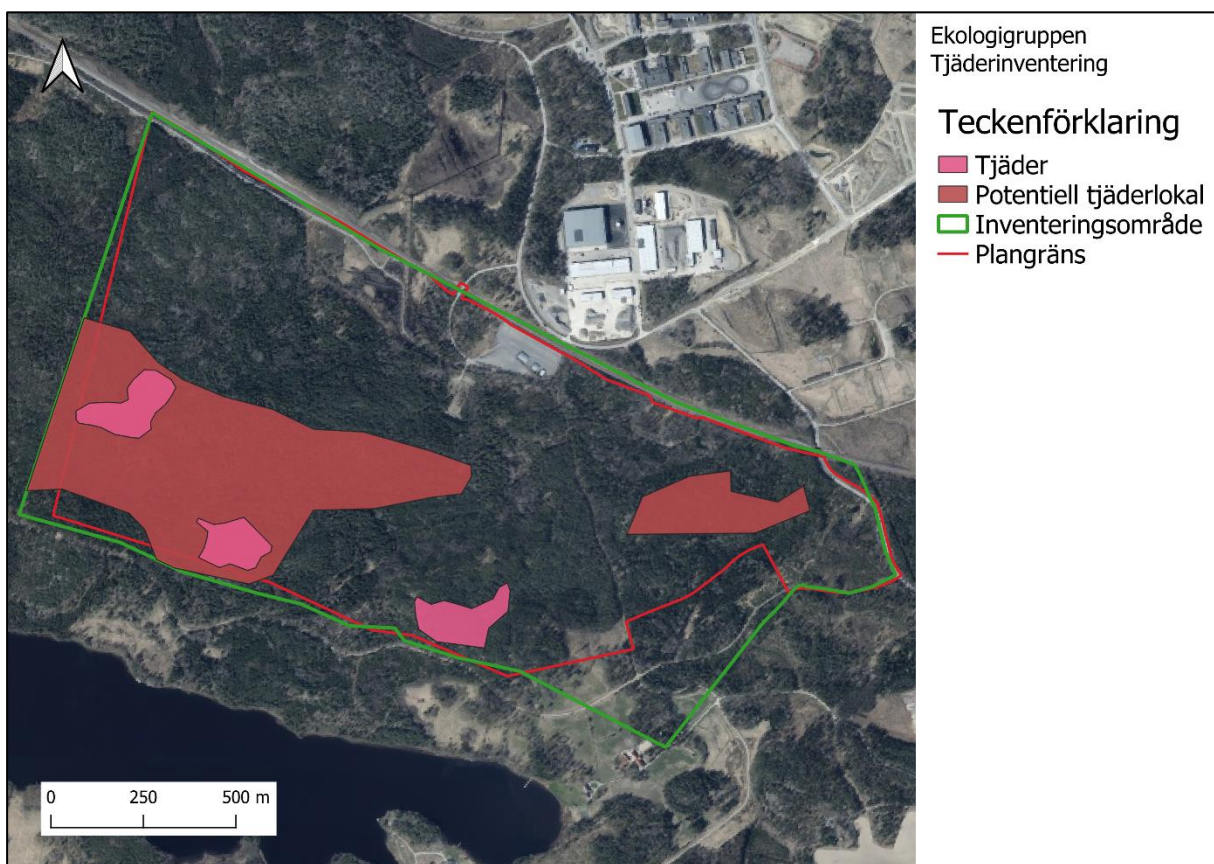 Ekologigruppen
Tjäderinventering
Teckenförklaring
Tjäder
Potentiell tjäderlokal
Inventeringsområde
Plangräns
0 250 500 m